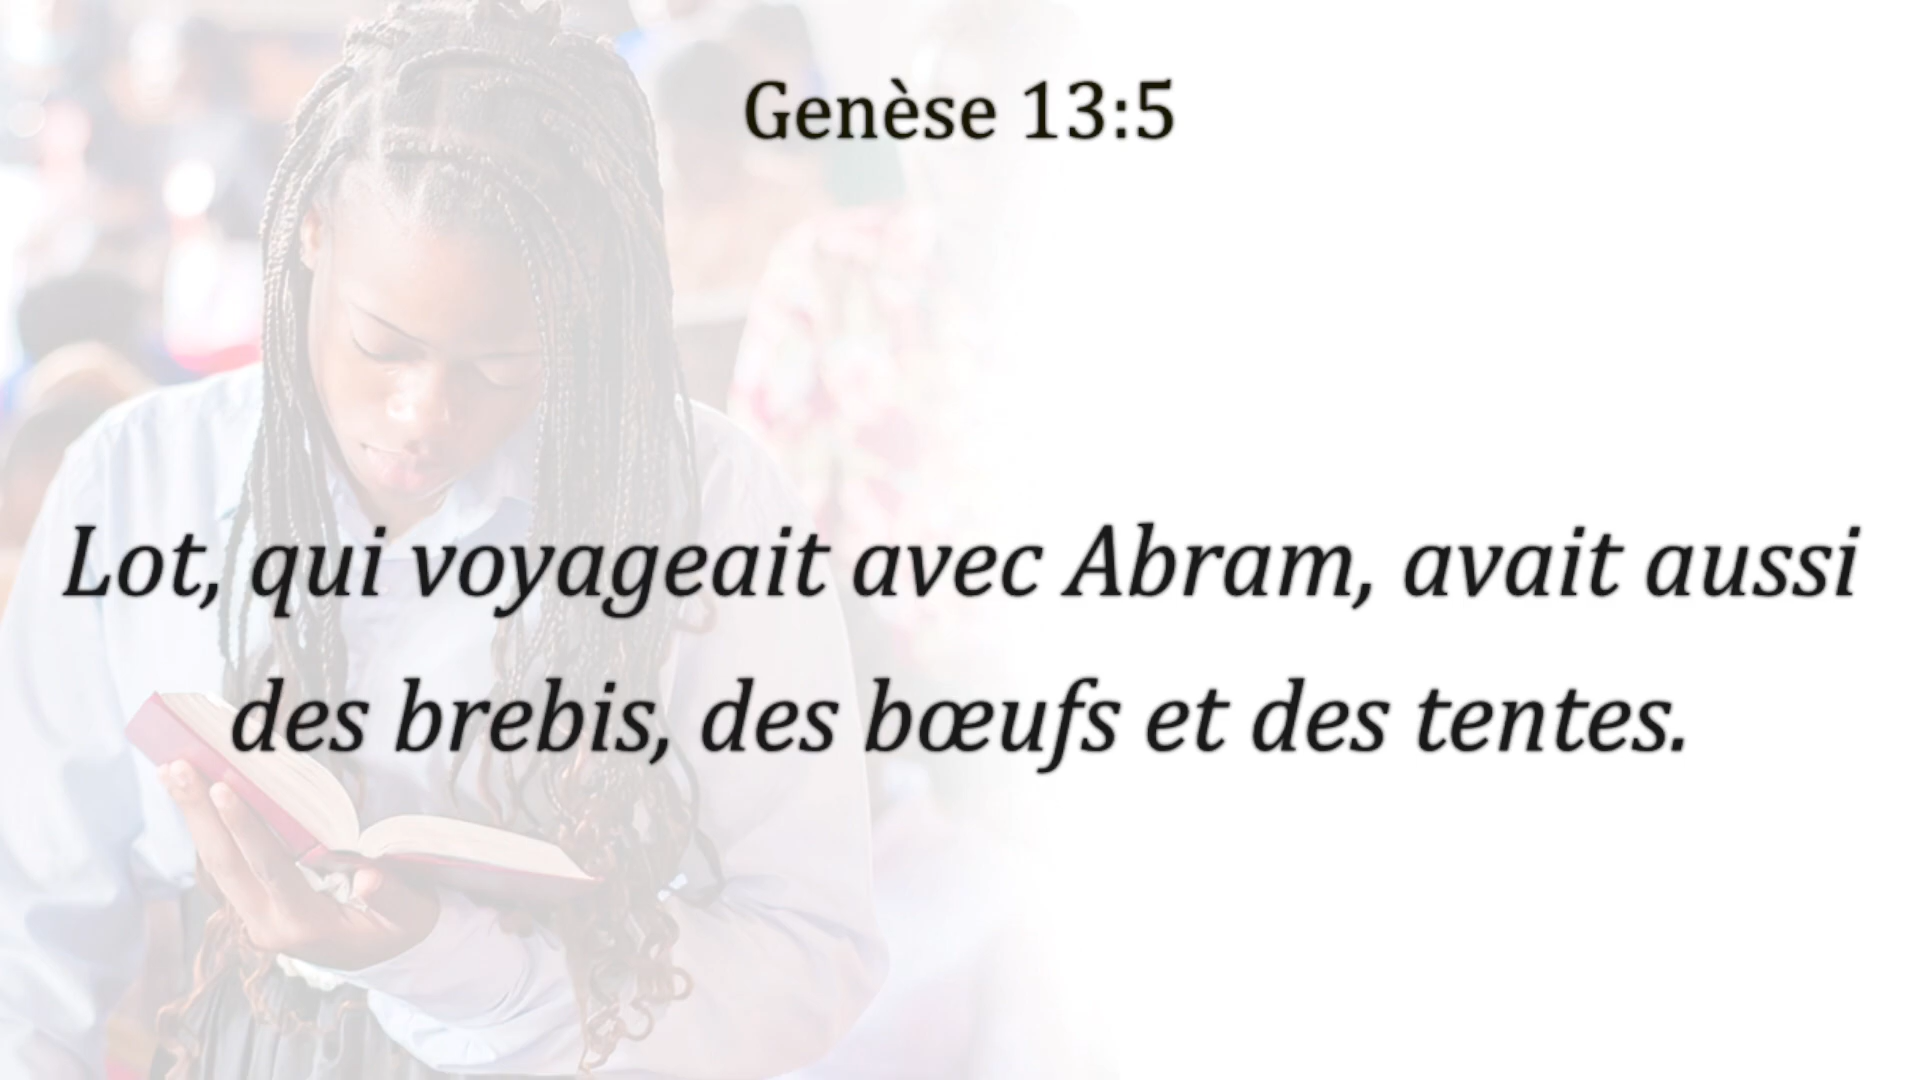 Genèse 13:5
Lot, qui voyageait avec Abram, avait aussi
des brebis, des bœufs et des tentes.